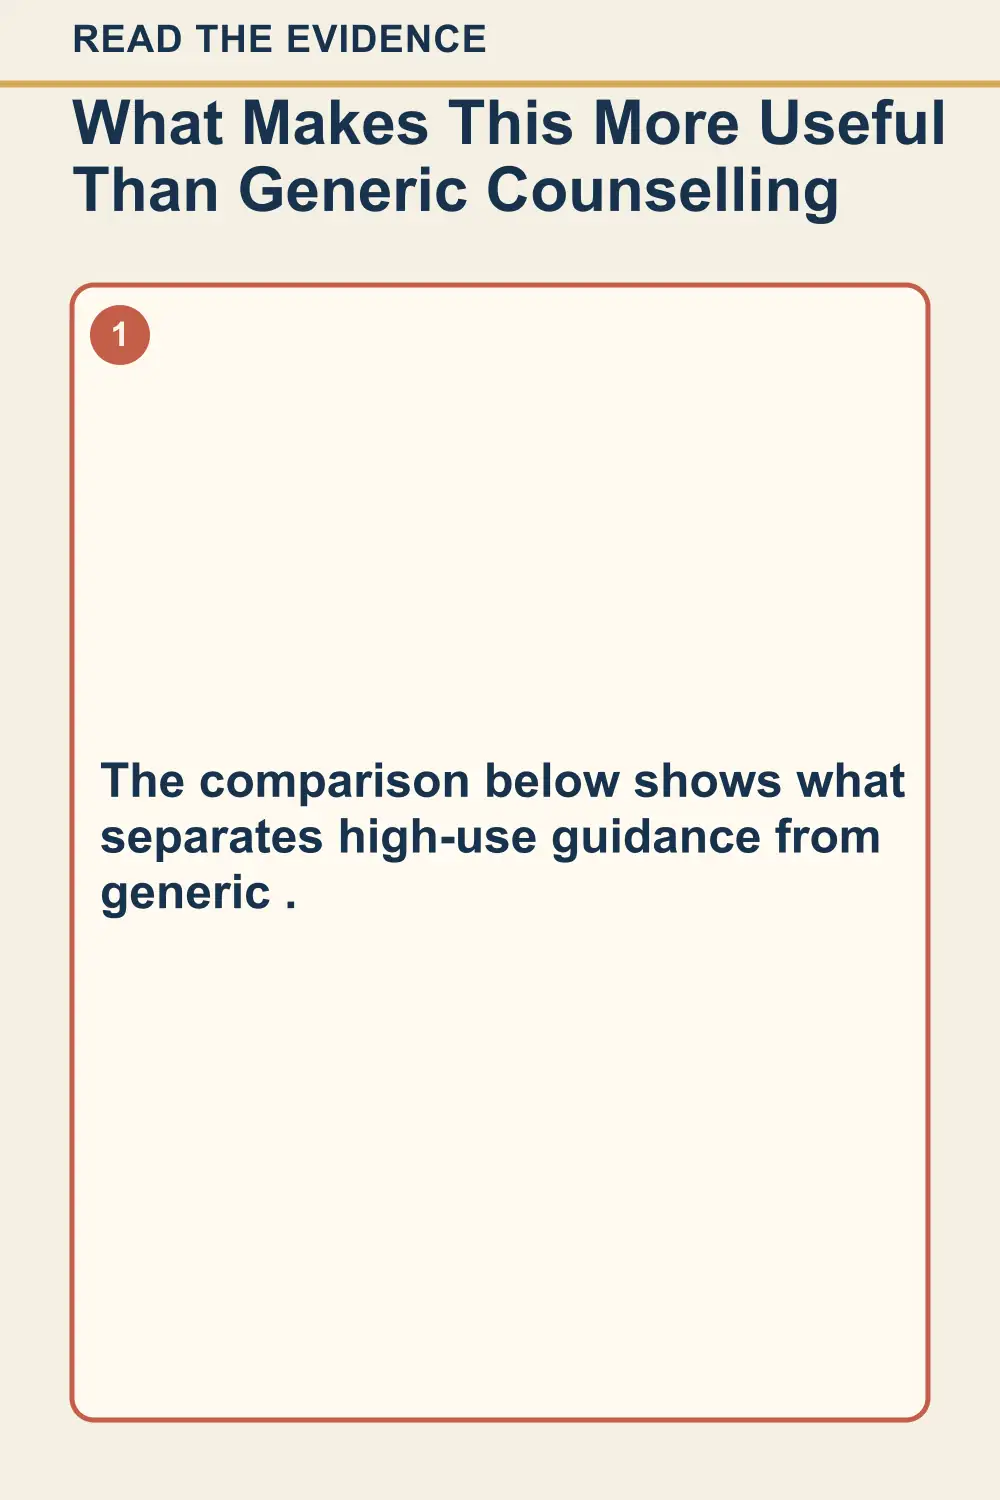 READ THE EVIDENCE
What Makes This More Useful
Than Generic Counselling
1
The comparison below shows what
separates high-use guidance from
generic .